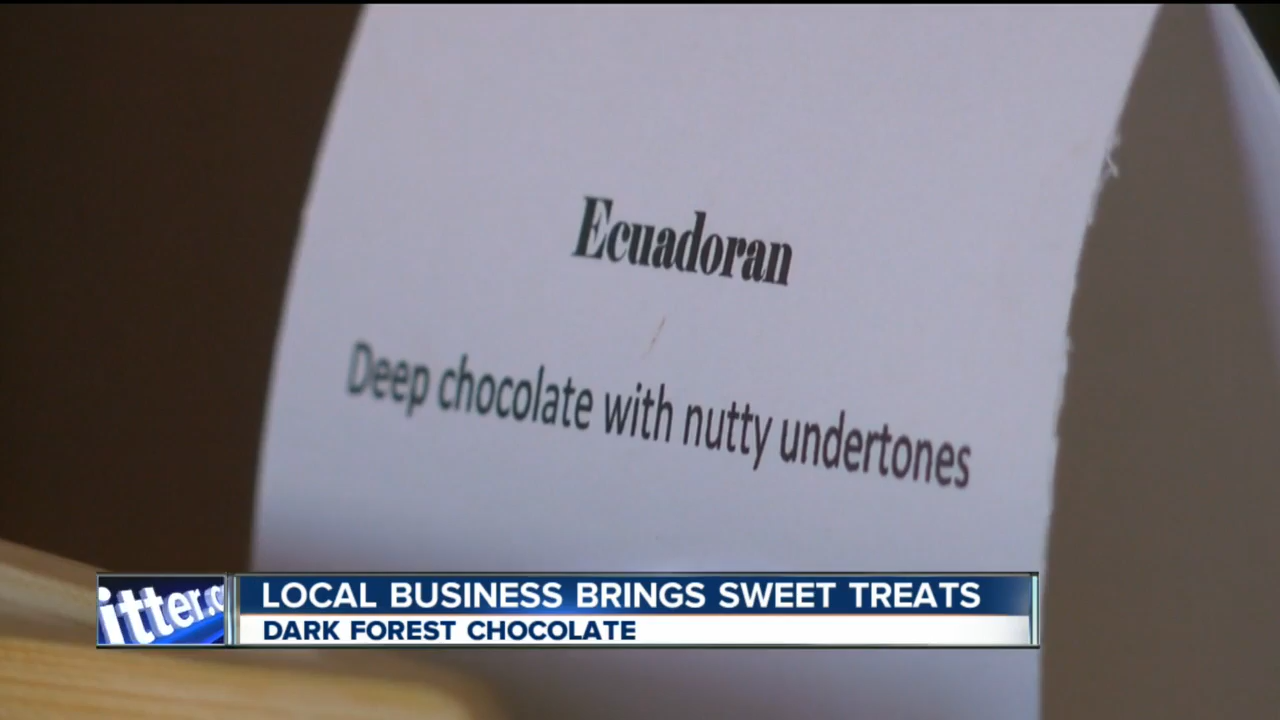 Ecuadoran
Deep chocolate with nutty undertones
itter.c
LOCAL BUSINESS BRINGS SWEET TREATS
DARK FOREST CHOCOLATE